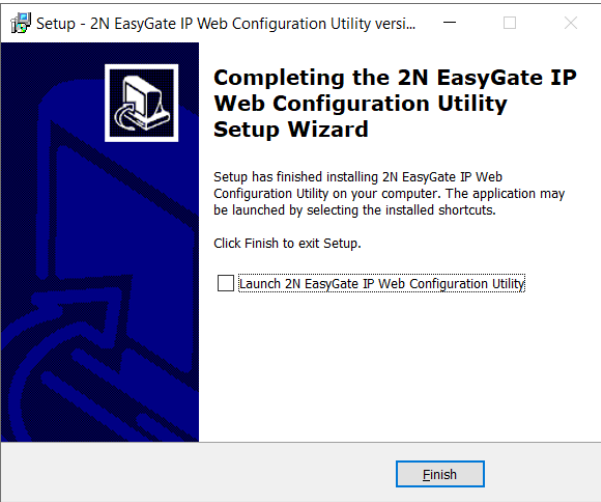 Setup - 2N EasyGate IP Web Configuration Utility versi...
Completing the 2N EasyGate IP
Web Configuration Utility
Setup Wizard
Setup has finished installing 2N EasyGate IP Web
Configuration Utility on your computer. The application may
be launched by selecting the installed shortcuts.
Click Finish to exit Setup.
Launch 2N EasyGate IP Web Configuration Utility
Finish